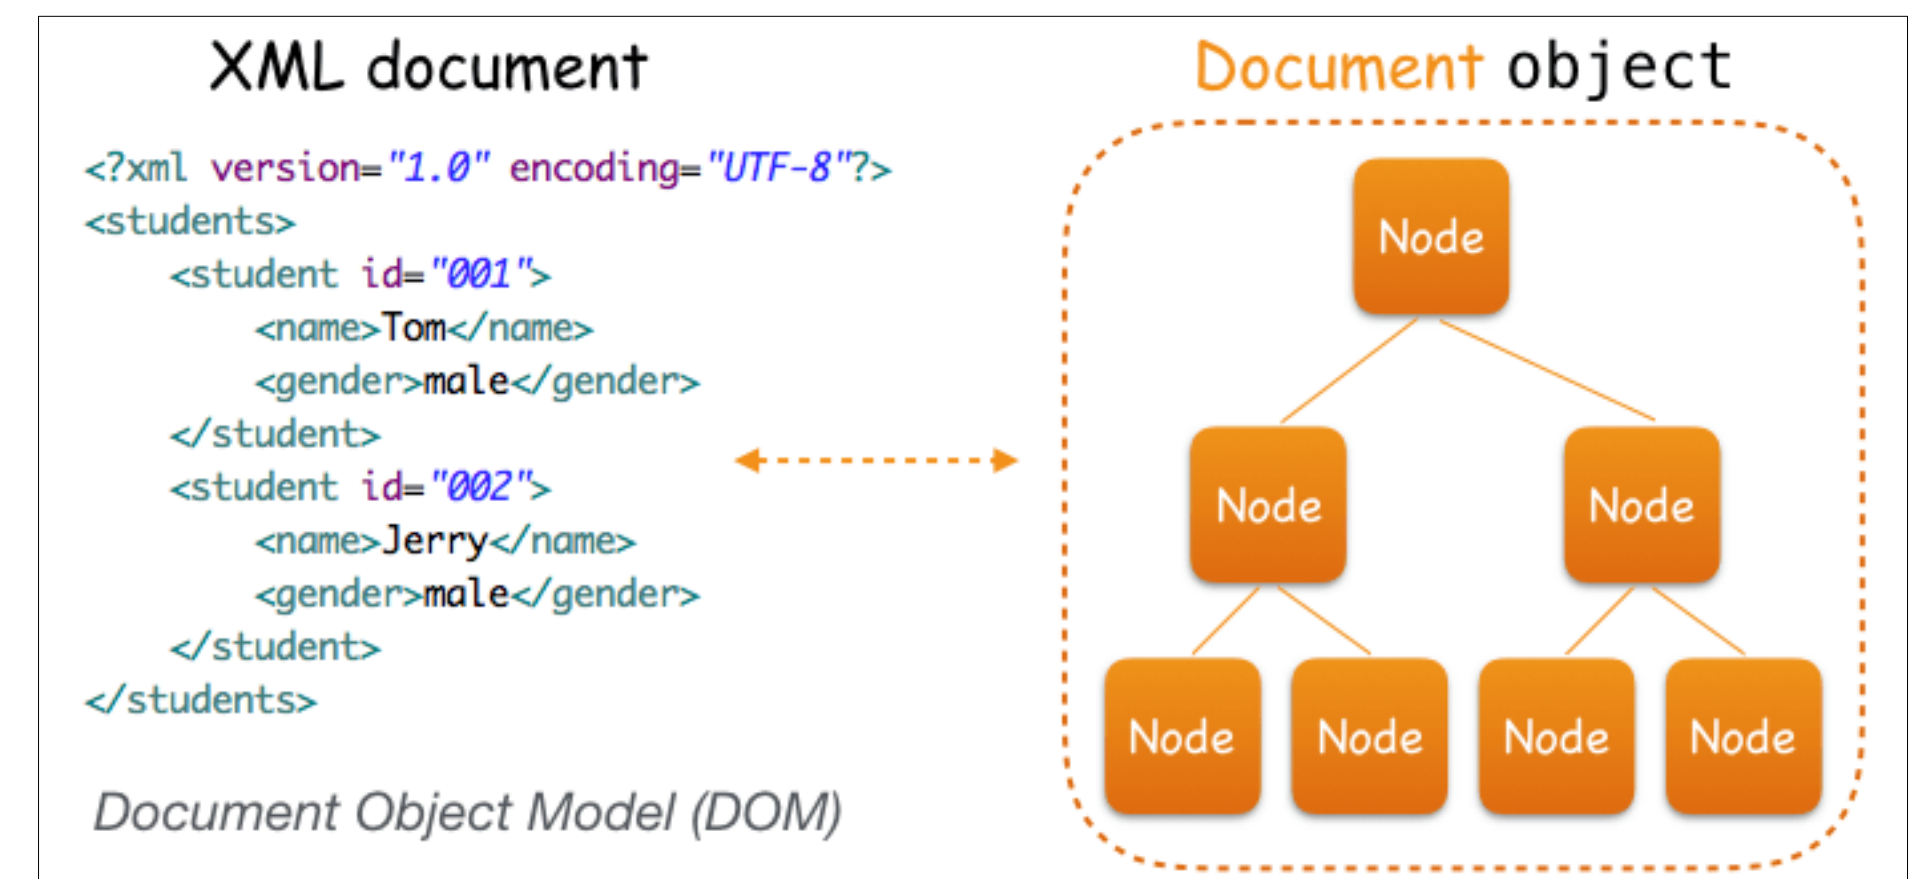 XML document
<?xml version="1.0" encoding="UTF-8"?>
<students>
    <student id="001">
        <name>Tom</name>
        <gender>male</gender>
    </student>
    <student id="002">
        <name>Jerry</name>
        <gender>male</gender>
    </student>
</students>
Document Object Model (DOM)
Document object
Node
Node
Node
Node
Node
Node
Node